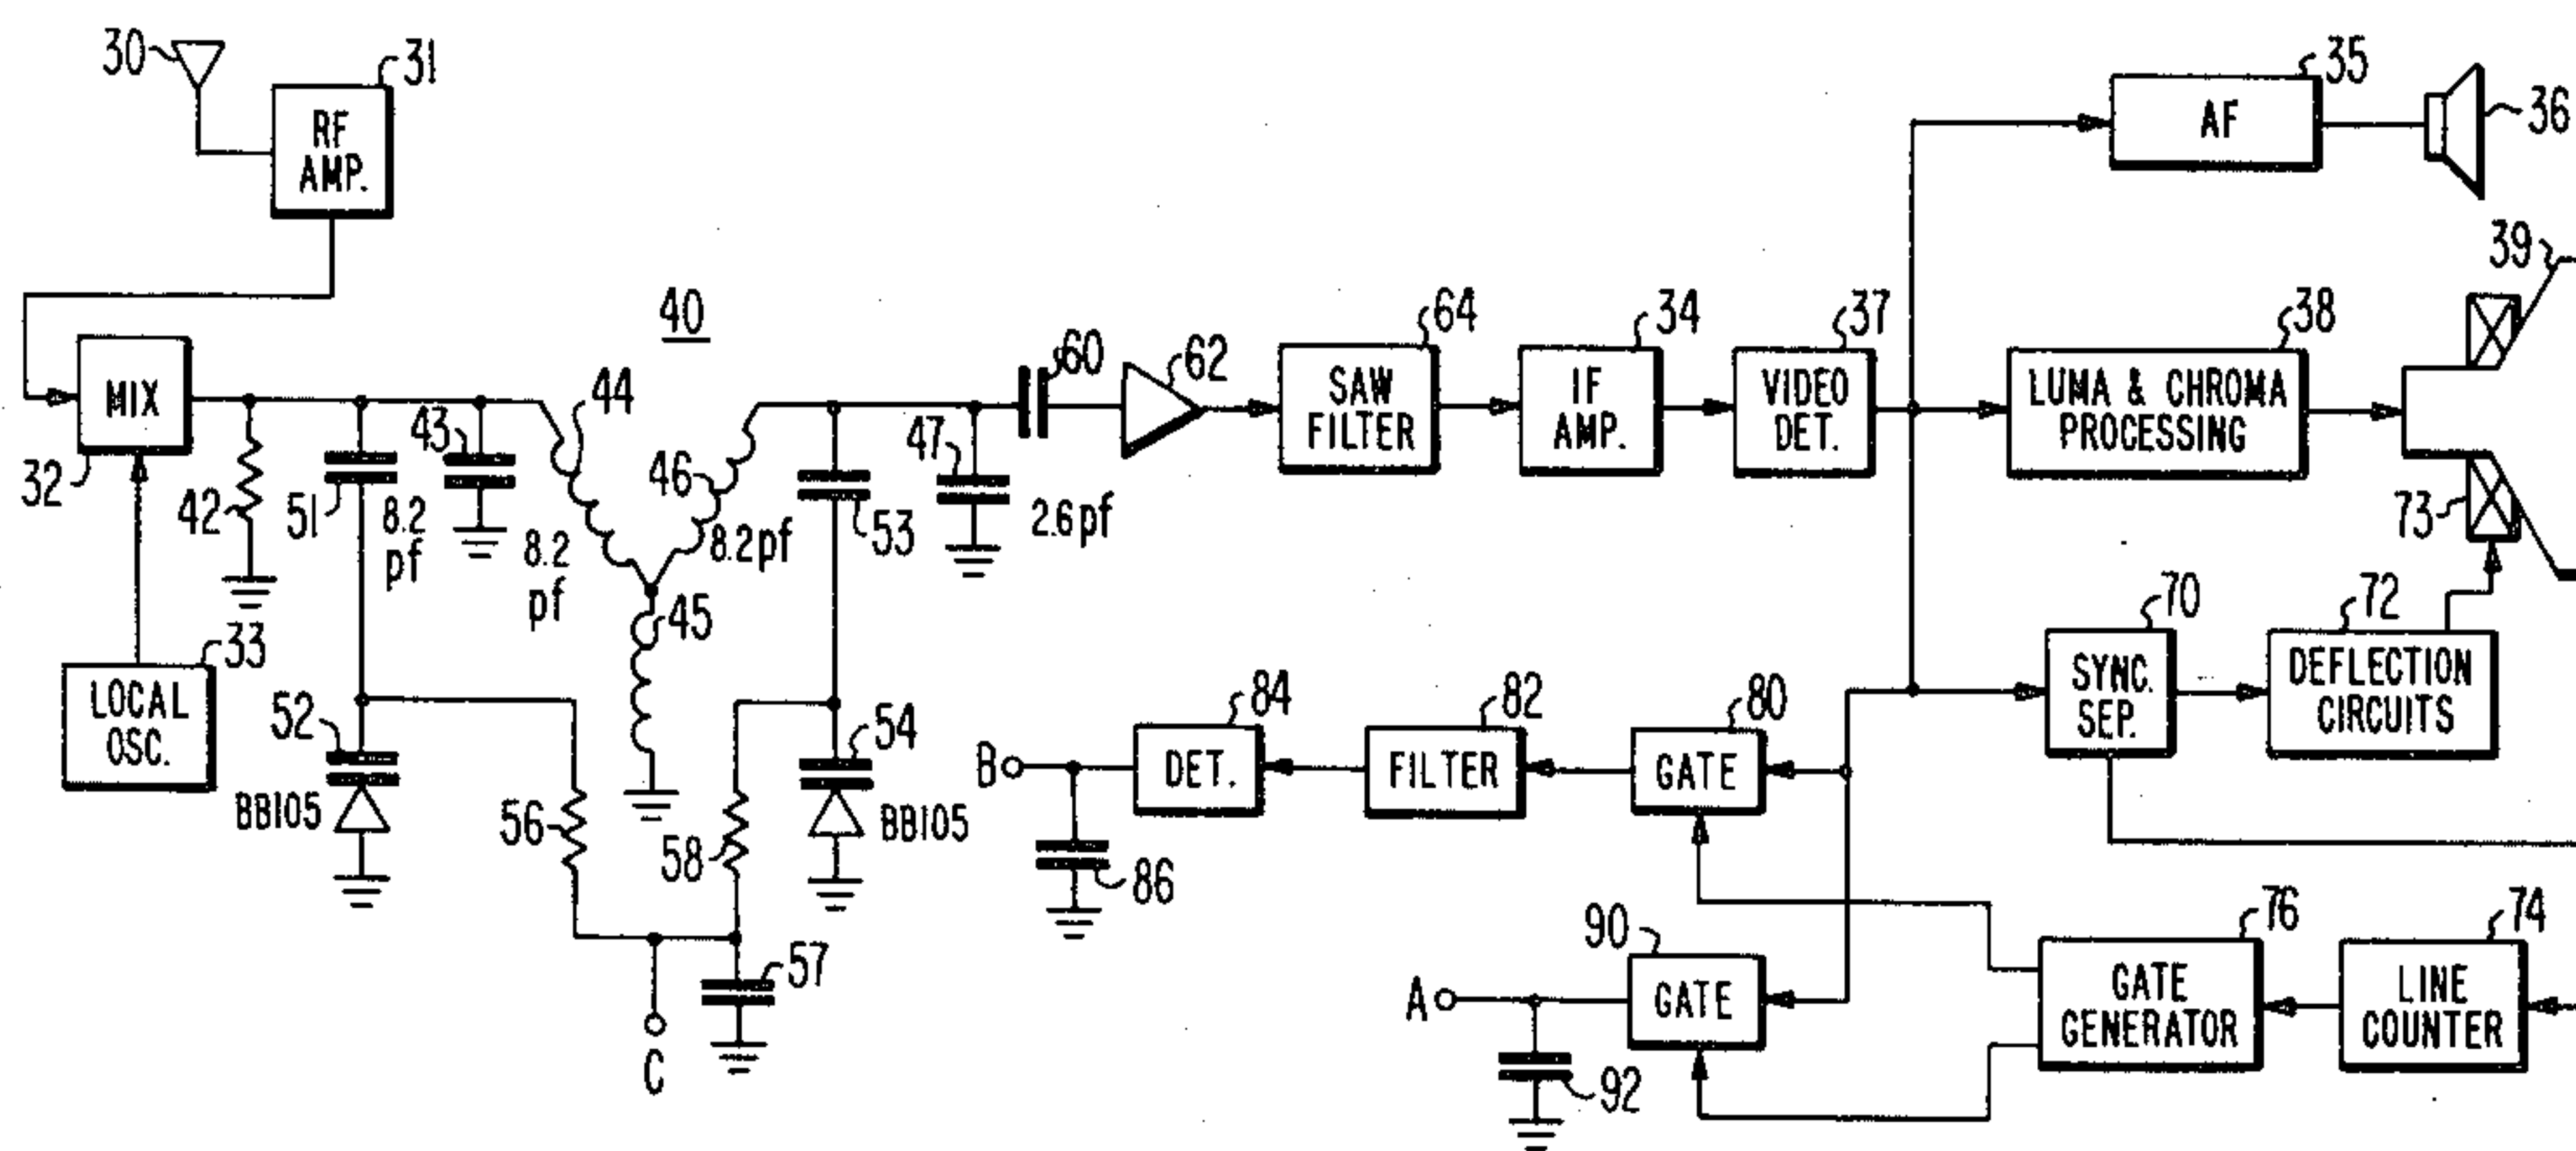 30
31
RF
AMP.
35
AF
36
39
40
MIX
32
42
51
8.2
pf
43
8.2
pf
44
45
46
8.2pf
53
47
2.6pf
60
62
64
SAW
FILTER
34
IF
AMP.
37
VIDEO
DET.
38
LUMA & CHROMA
PROCESSING
73
33
LOCAL
OSC.
52
BB105
56
58
54
BB105
57
C
B
84
DET.
86
82
FILTER
80
GATE
70
SYNC.
SEP.
72
DEFLECTION
CIRCUITS
A
90
GATE
92
76
GATE
GENERATOR
74
LINE
COUNTER